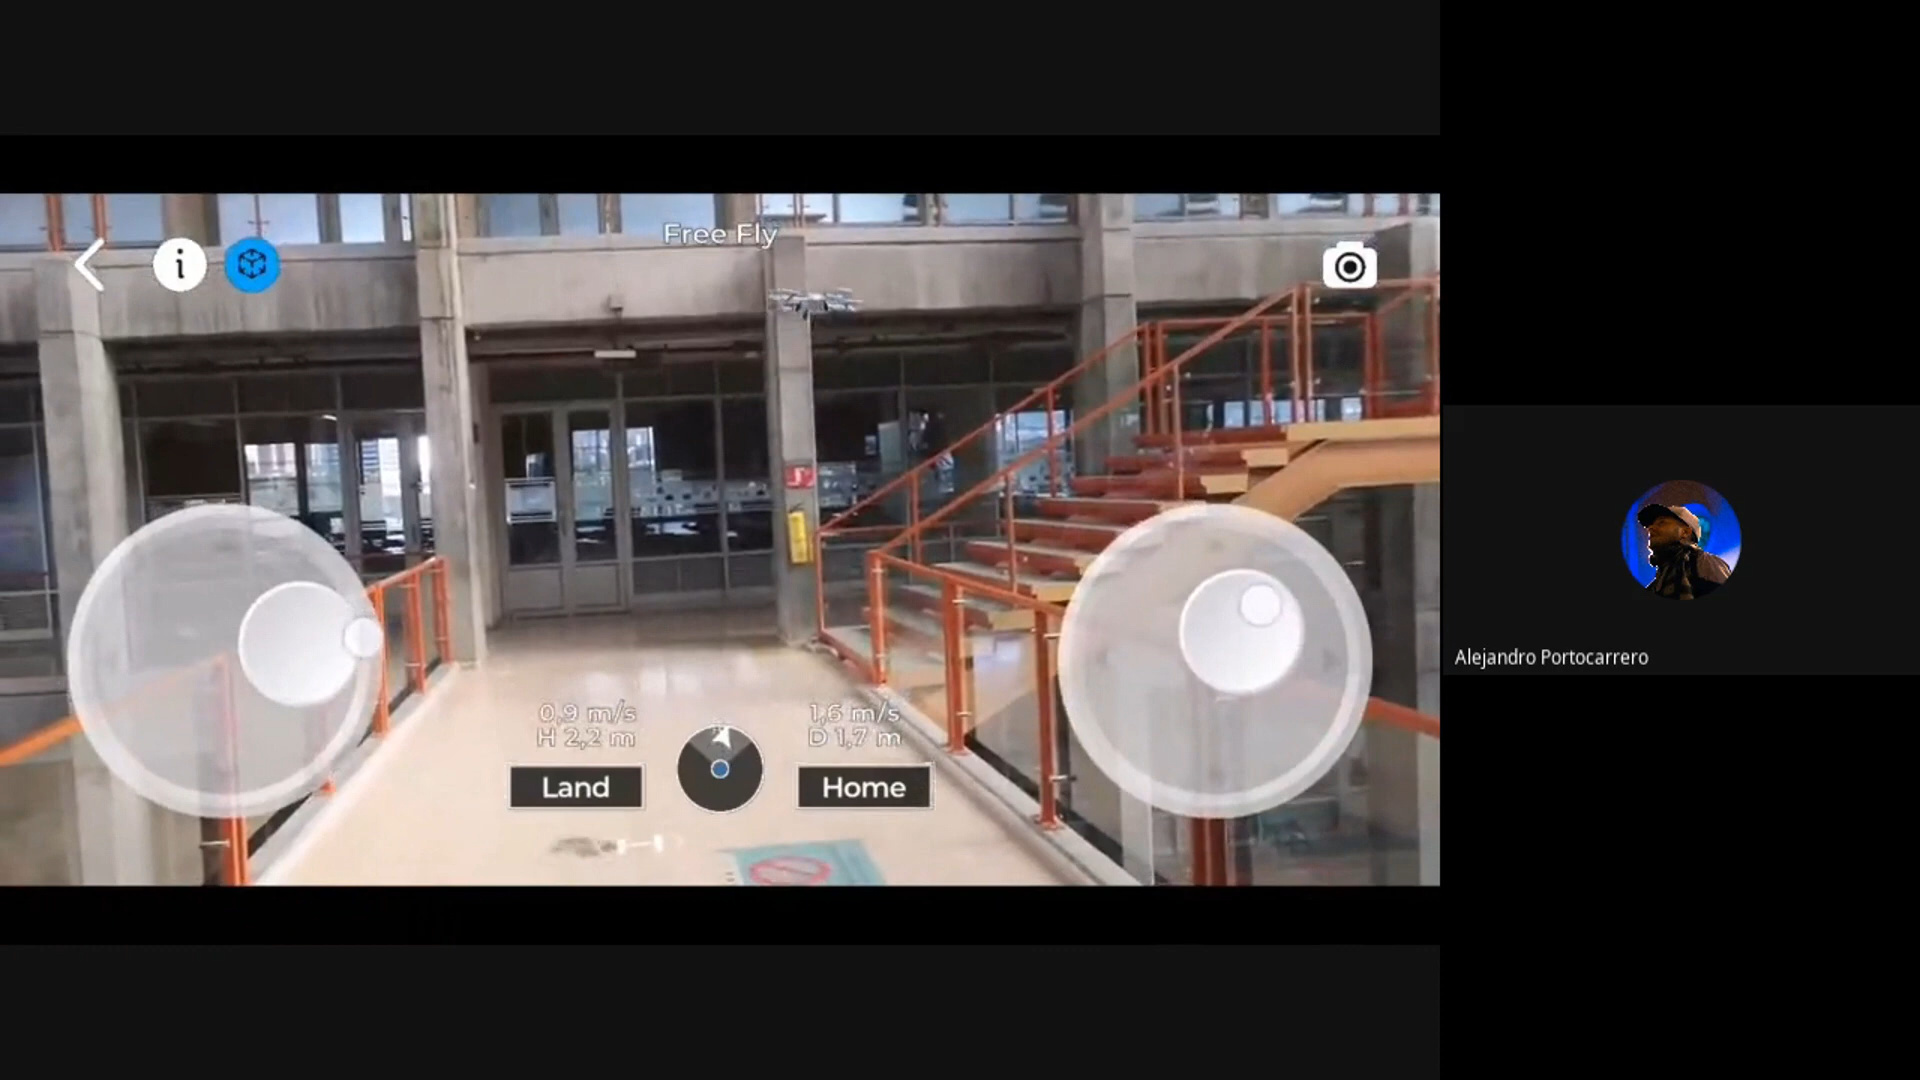 Free Fly
i
0,9 m/s
H 2,2 m
1,6 m/s
D 1,7 m
Land
Home
Alejandro Portocarrero